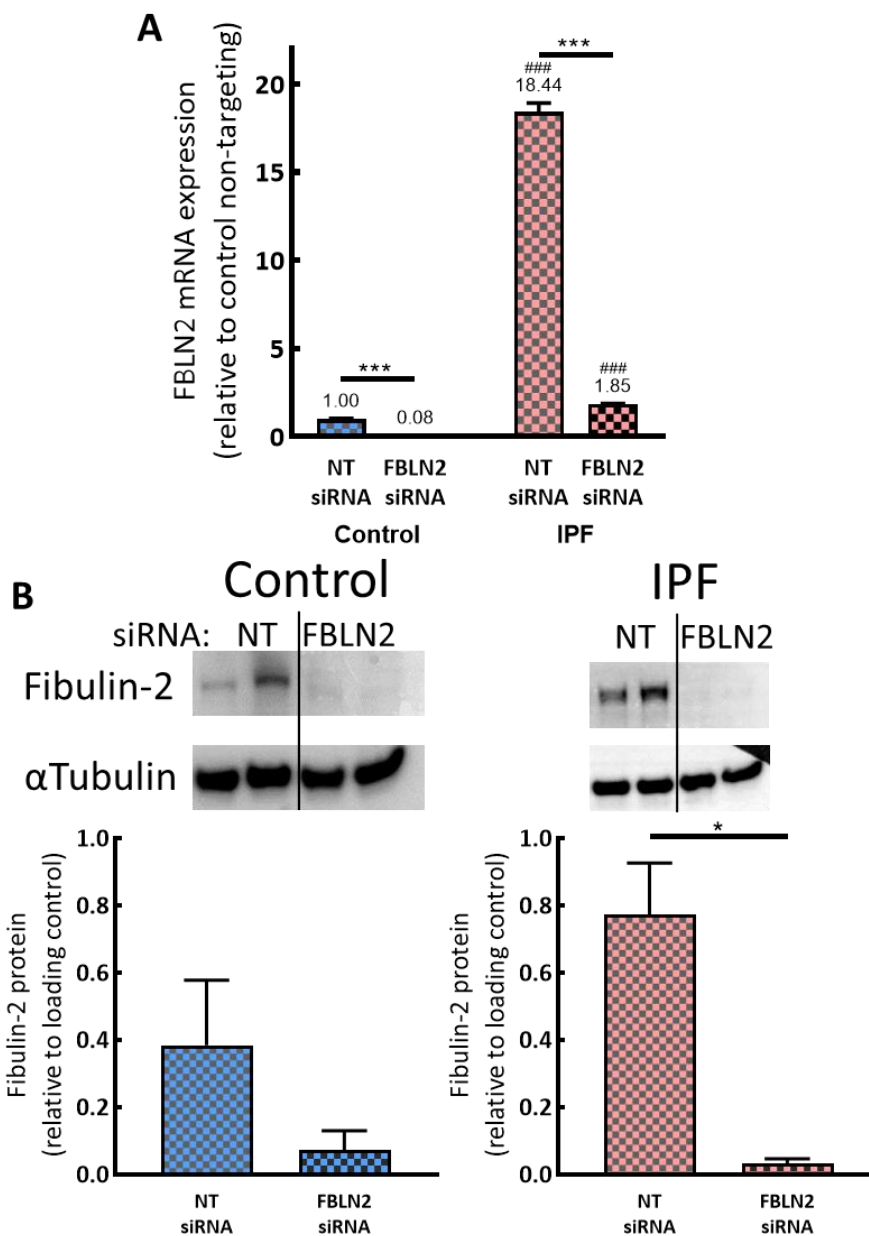 A
FBLN2 mRNA expression
(relative to control non-targeting)
20
15
10
5
0
***
###
18.44
***
###
1.85
1.00
0.08
NT
siRNA
FBLN2
siRNA
NT
siRNA
FBLN2
siRNA
Control
IPF
B
Control
IPF
siRNA: NT FBLN2
NT FBLN2
Fibulin-2
αTubulin
Fibulin-2 protein
(relative to loading control)
1.0
0.8
0.6
0.4
0.2
0.0
NT
siRNA
FBLN2
siRNA
Fibulin-2 protein
(relative to loading control)
1.0
0.8
0.6
0.4
0.2
0.0
*
NT
siRNA
FBLN2
siRNA